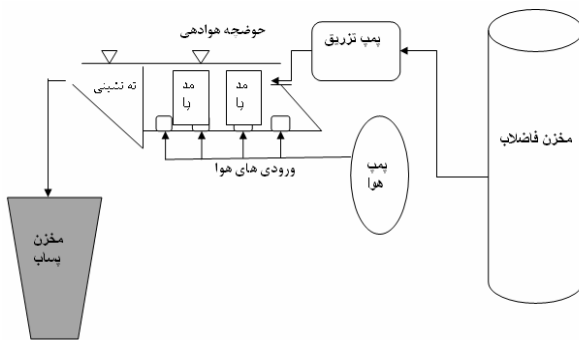 حوضچه هوادهی
پمپ تزریق
مخزن فاضلاب
ته نشینی
مد
یا
مد
یا
ورودی های هوا
پمپ
هوا
مخزن
پساب